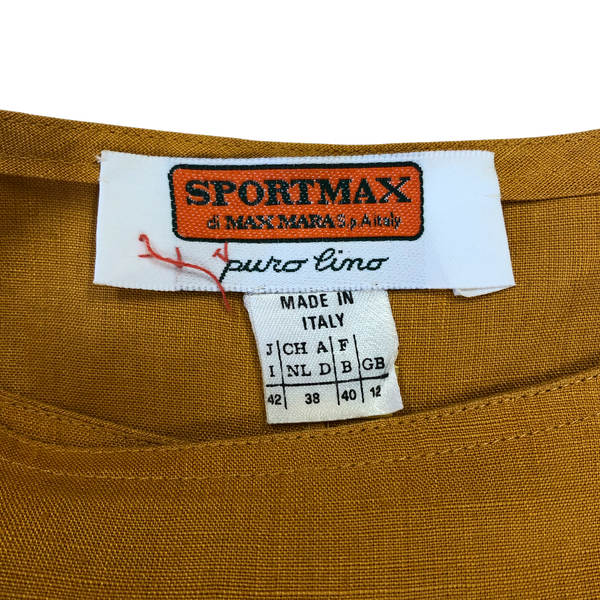 SPORTMAX
di MAX MARA S.p.A italy
puro lino
MADE IN
ITALY
J CH A F
I NL D B GB
42 38 40 12